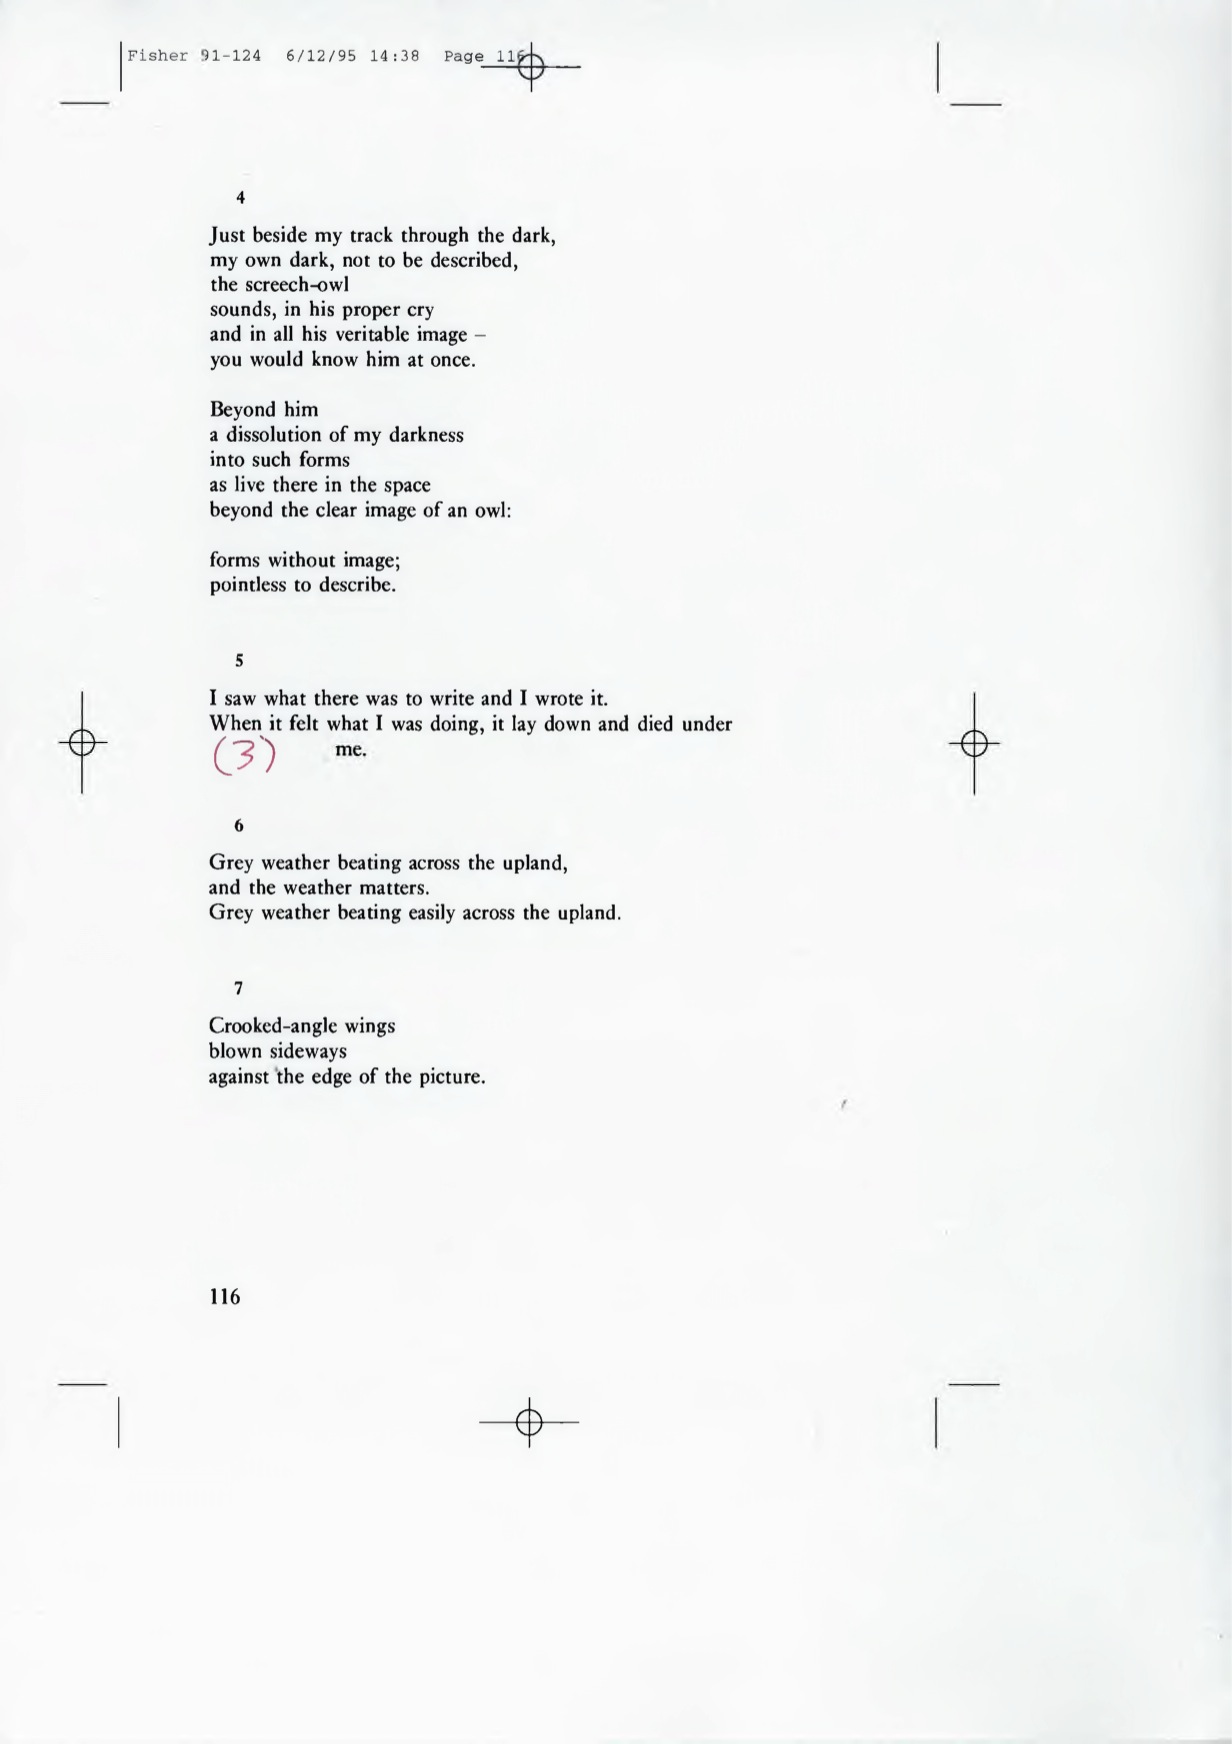 Fisher 91-124 6/12/95 14:38 Page 116
4
Just beside my track through the dark,
my own dark, not to be described,
the screech-owl
sounds, in his proper cry
and in all his veritable image –
you would know him at once.
Beyond him
a dissolution of my darkness
into such forms
as live there in the space
beyond the clear image of an owl:
forms without image;
pointless to describe.
5
I saw what there was to write and I wrote it.
When it felt what I was doing, it lay down and died under
(3) me.
6
Grey weather beating across the upland,
and the weather matters.
Grey weather beating easily across the upland.
7
Crooked-angle wings
blown sideways
against the edge of the picture.
116